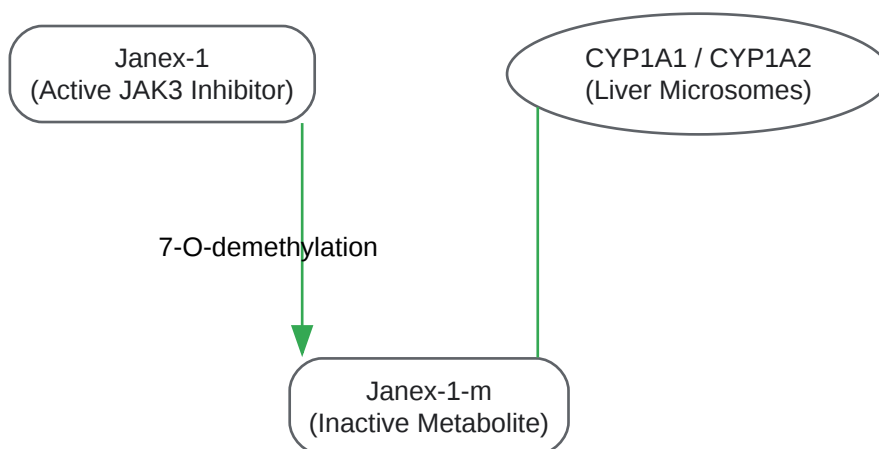 Janex-1
(Active JAK3 Inhibitor)
CYP1A1 / CYP1A2
(Liver Microsomes)
7-O-demethylation
Janex-1-m
(Inactive Metabolite)